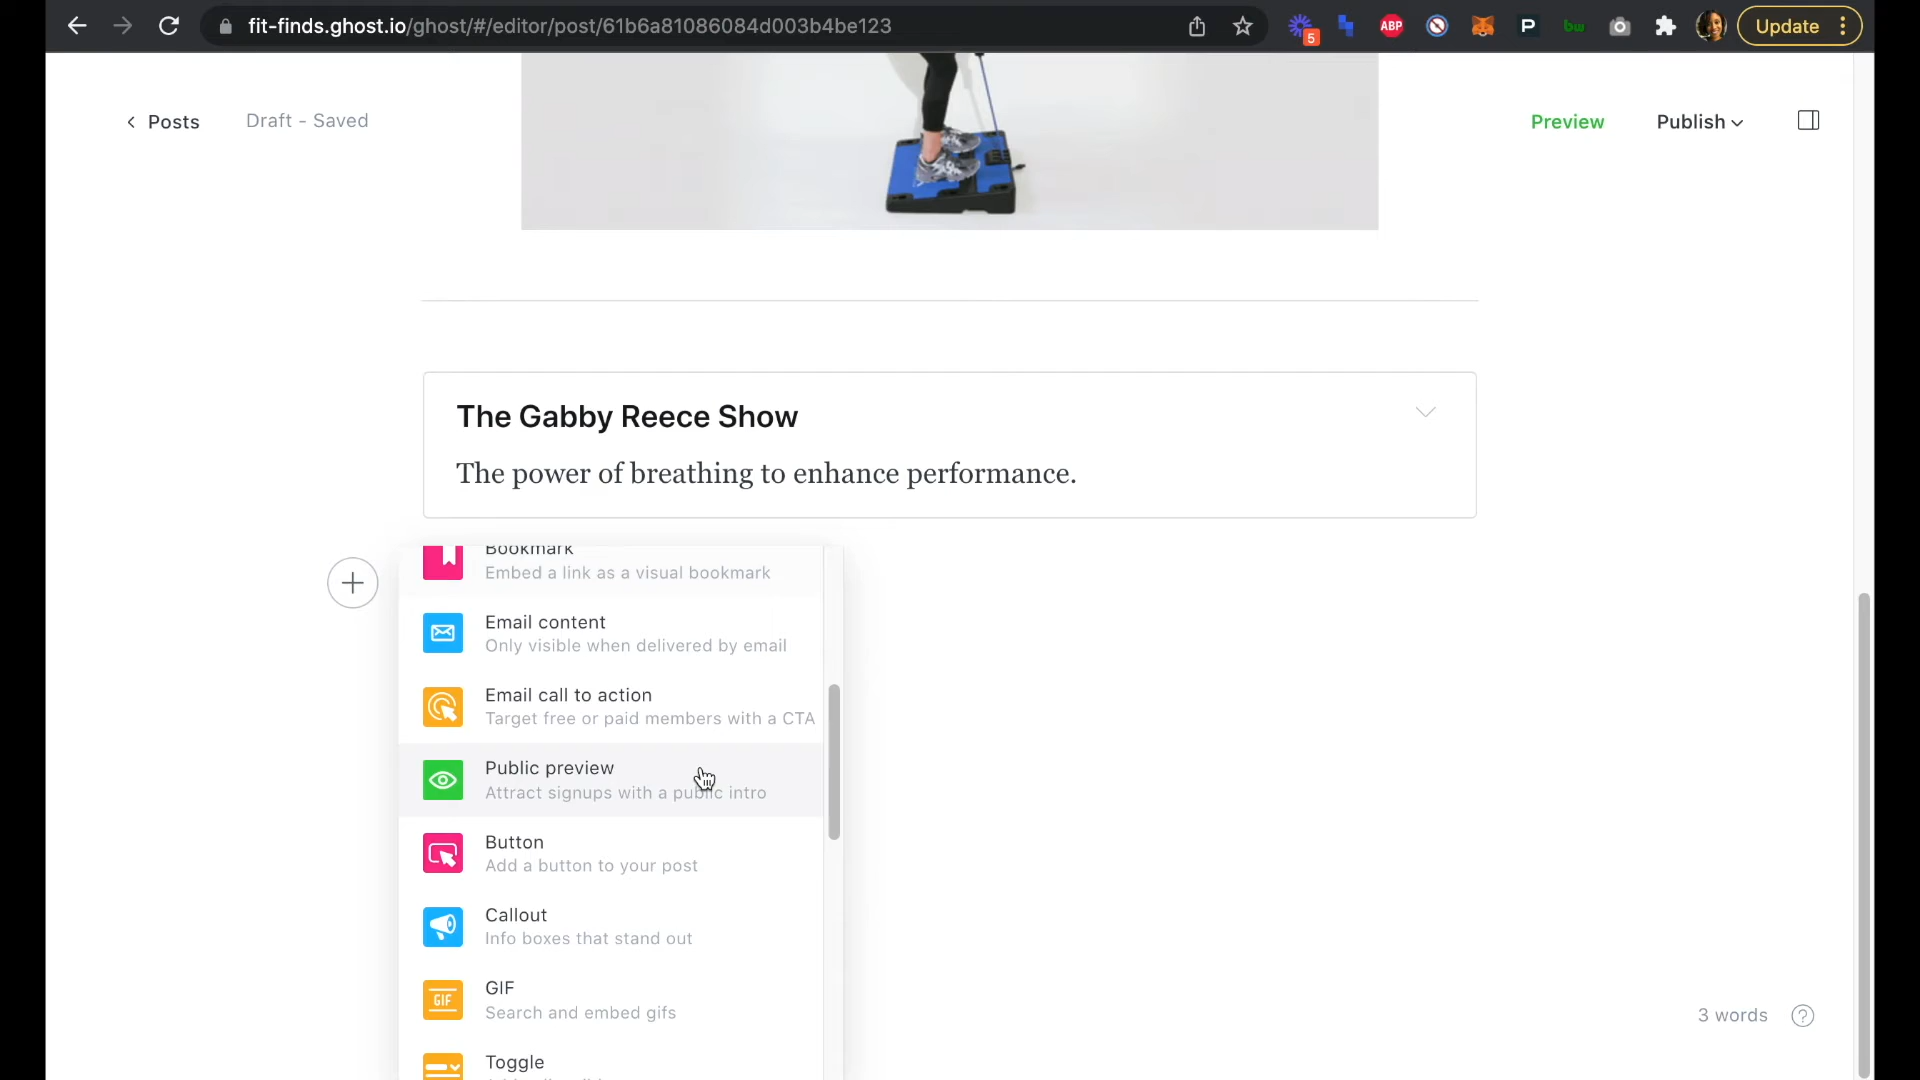 fit-finds.ghost.io/ghost/#/editor/post/61b6a81086084d003b4be123
5
ABP
P
bw
Update
Posts
Draft - Saved
Preview
Publish
The Gabby Reece Show
The power of breathing to enhance performance.
Bookmark
Embed a link as a visual bookmark
Email content
Only visible when delivered by email
Email call to action
Target free or paid members with a CTA
Public preview
Attract signups with a public intro
Button
Add a button to your post
Callout
Info boxes that stand out
GIF
GIF
Search and embed gifs
Toggle
3 words
?